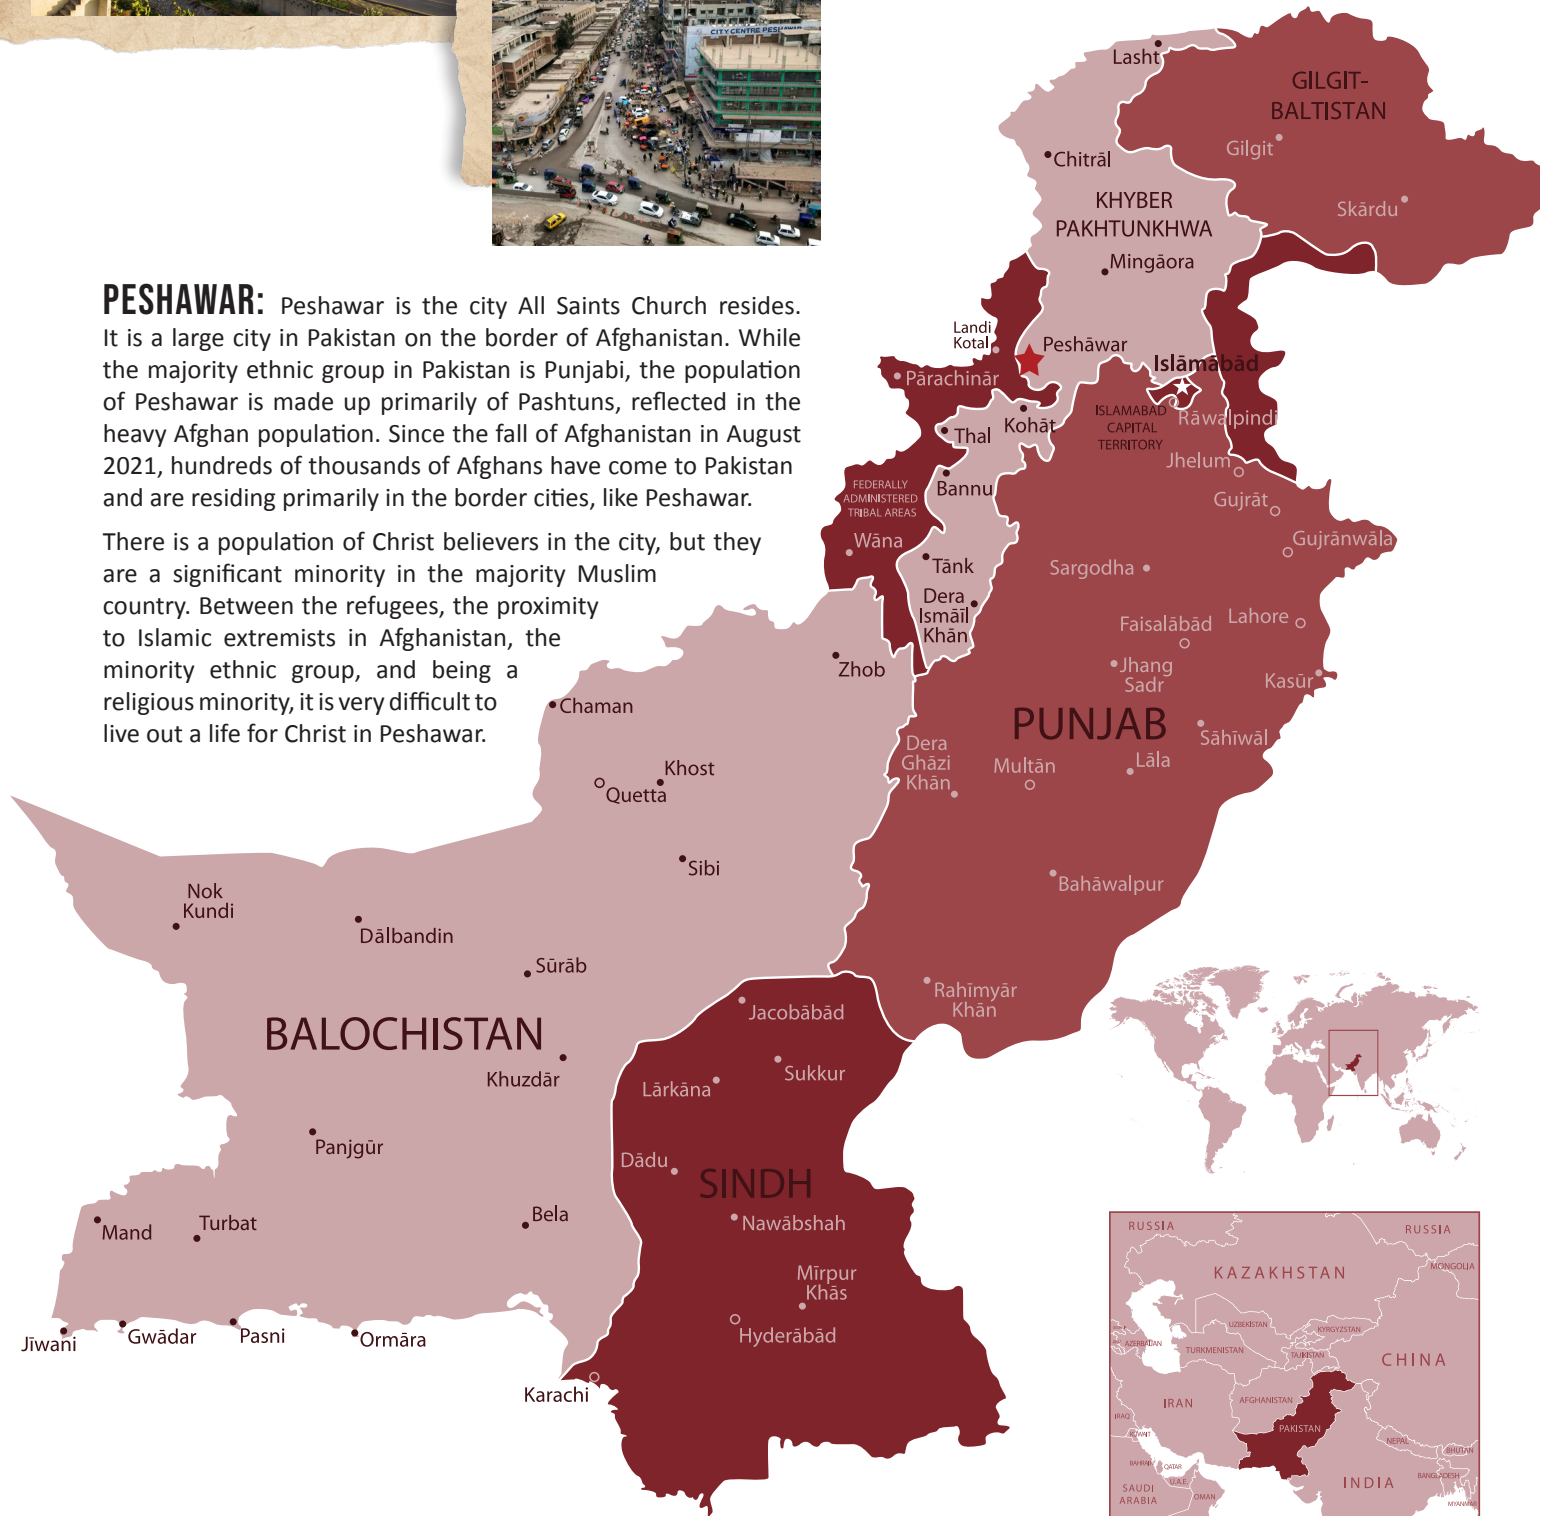 CITY CENTRE PESHAWAR
PESHAWAR: Peshawar is the city All Saints Church resides.
It is a large city in Pakistan on the border of Afghanistan. While
the majority ethnic group in Pakistan is Punjabi, the population
of Peshawar is made up primarily of Pashtuns, reflected in the
heavy Afghan population. Since the fall of Afghanistan in August
2021, hundreds of thousands of Afghans have come to Pakistan
and are residing primarily in the border cities, like Peshawar.
There is a population of Christ believers in the city, but they
are a significant minority in the majority Muslim
country. Between the refugees, the proximity
to Islamic extremists in Afghanistan, the
minority ethnic group, and being a
religious minority, it is very difficult to
live out a life for Christ in Peshawar.
Lasht
GILGIT-
BALTISTAN
Gilgit
Skārdu
Chitrāl
KHYBER
PAKHTUNKHWA
Mingāora
Landi
Kotal
Peshāwar
Islāmābād
Pārachinār
ISLAMABAD
CAPITAL
TERRITORY
Rāwalpindi
Kohāt
Thal
Jhelum
Bannu
FEDERALLY
ADMINISTERED
TRIBAL AREAS
Gujrāt
Wāna
Gujrānwāla
Tānk
Sargodha
Dera
Ismāīl
Khān
Faisalābād
Lahore
Zhob
Jhang
Sadr
Kasūr
Chaman
PUNJAB
Sāhīwāl
Dera
Ghāzi
Khān
Multān
Lāla
Khost
Quetta
Sibi
Bahāwalpur
Nok
Kundi
Dālbandin
Sūrāb
Rahīmyār
Khān
Jacobābād
BALOCHISTAN
Khuzdār
Sukkur
Lārkāna
Panjgūr
Dādu
SINDH
Mand
Turbat
Bela
Nawābshah
Mīrpur
Khās
Hyderābād
Jīwani
Gwādar
Pasni
Ormāra
Karachi
RUSSIA
RUSSIA
KAZAKHSTAN
MONGOLIA
UZBEKISTAN
KYRGYZSTAN
AZERBAIJAN
TURKMENISTAN
TAJIKISTAN
CHINA
IRAN
AFGHANISTAN
IRAQ
PAKISTAN
KUWAIT
NEPAL
BHUTAN
BAHRAIN
QATAR
U.A.E.
BANGLADESH
SAUDI
ARABIA
OMAN
INDIA
MYANMAR